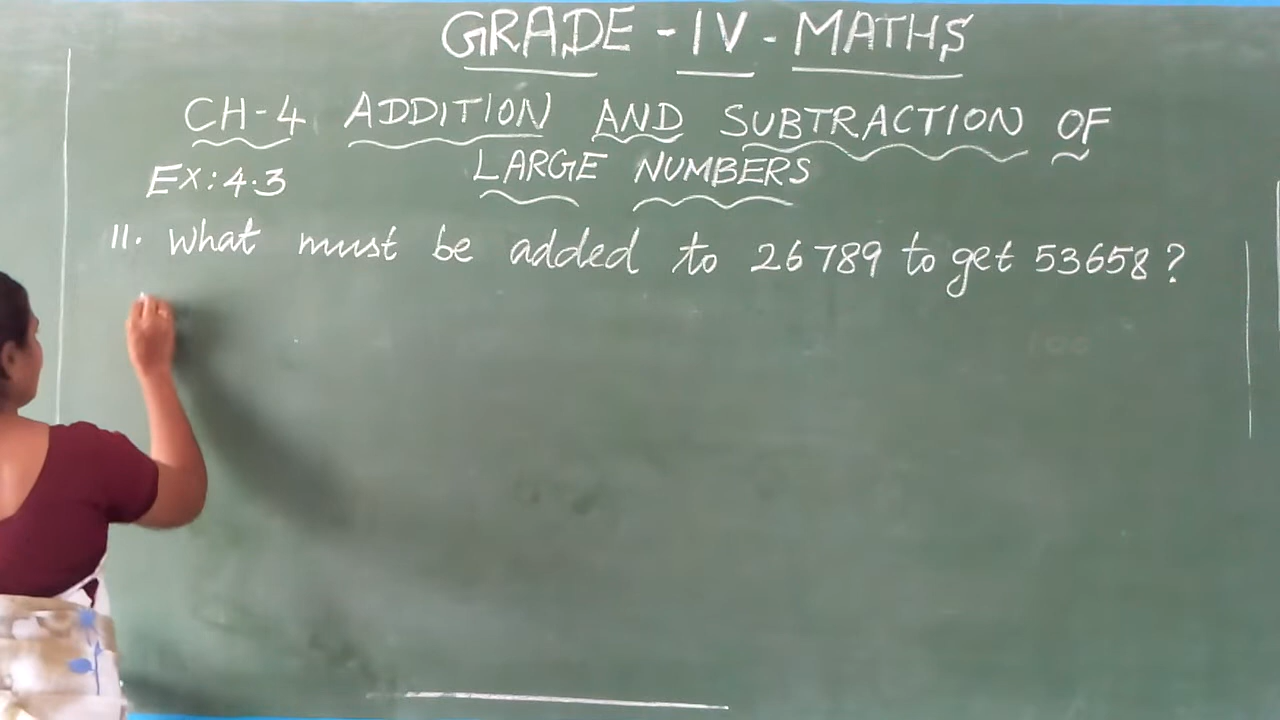 GRADE - IV - MATHS
CH-4 ADDITION AND SUBTRACTION OF
LARGE NUMBERS
Ex: 4.3
11. What must be added to 26789 to get 53658?